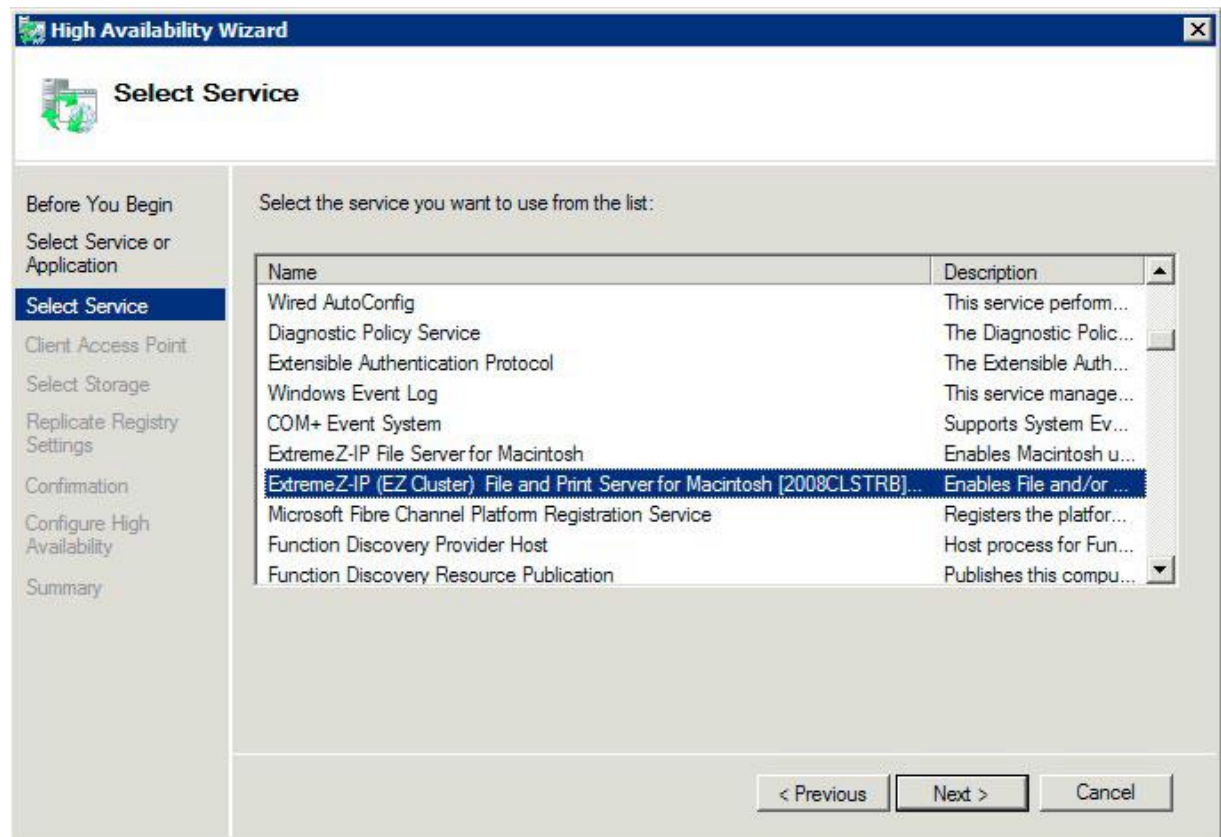 High Availability Wizard
Select Service
Before You Begin
Select Service or
Application
Select Service
Client Access Point
Select Storage
Replicate Registry
Settings
Confirmation
Configure High
Availability
Summary
Select the service you want to use from the list:
Name Description
Wired AutoConfig This service perform...
Diagnostic Policy Service The Diagnostic Polic...
Extensible Authentication Protocol The Extensible Auth...
Windows Event Log This service manage...
COM+ Event System Supports System Ev...
ExtremeZ-IP File Server for Macintosh Enables Macintosh u...
ExtremeZ-IP (EZ Cluster) File and Print Server for Macintosh [2008CLSTRB]... Enables File and/or ...
Microsoft Fibre Channel Platform Registration Service Registers the platfor...
Function Discovery Provider Host Host process for Fun...
Function Discovery Resource Publication Publishes this compu...
< Previous Next > Cancel